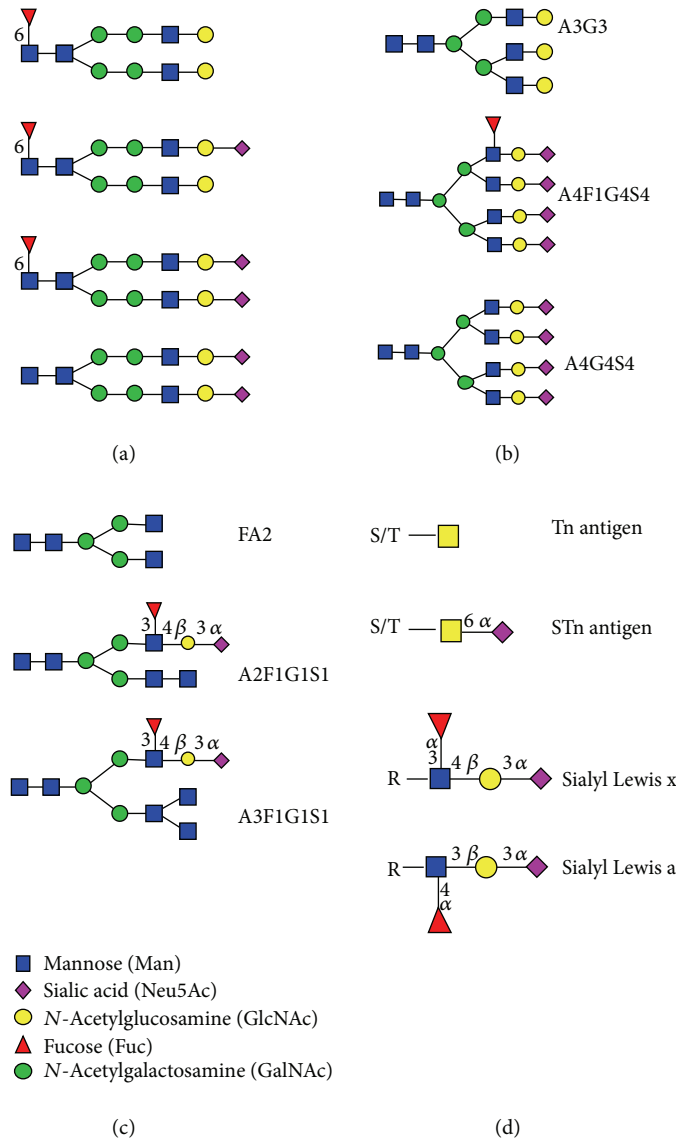 6
6
6
(a)
A3G3
A4F1G4S4
A4G4S4
(b)
FA2
3 4 β 3 α
A2F1G1S1
3 4 β 3 α
A3F1G1S1
Mannose (Man)
Sialic acid (Neu5Ac)
N-Acetylglucosamine (GlcNAc)
Fucose (Fuc)
N-Acetylgalactosamine (GalNAc)
(c)
S/T Tn antigen
S/T 6 α STn antigen
α
3 4 β 3 α
R Sialyl Lewis x
3 β 3 α
R Sialyl Lewis a
4
α
(d)